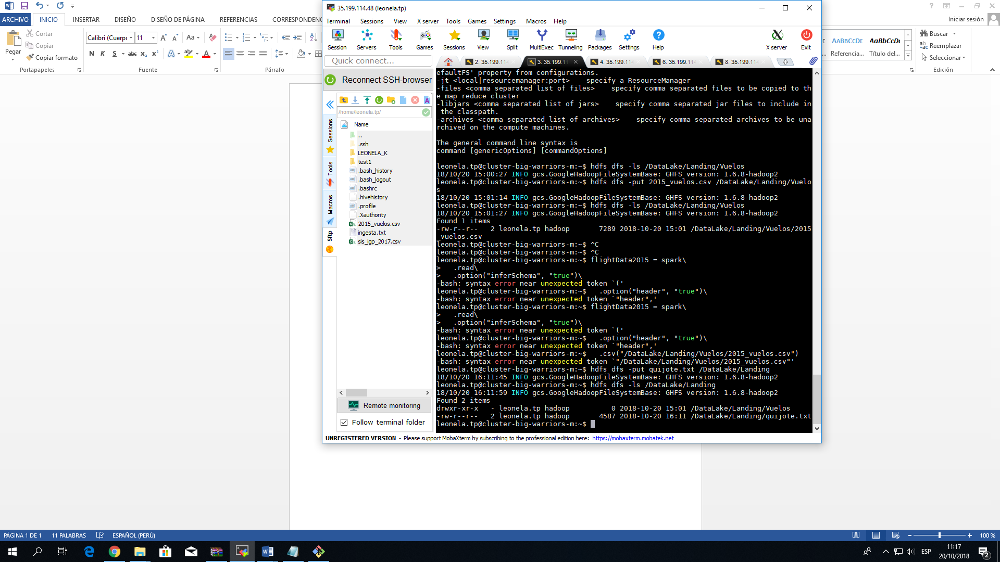 35.199.114.48 (leonela.tp)
ARCHIVO INICIO INSERTAR DISEÑO DISEÑO DE PÁGINA REFERENCIAS CORRESPONDENC
Iniciar sesión
Pegar
Cortar
Copiar
Copiar formato
Portapapeles
Calibri (Cuerpo 11
N K S abc x₂ x²
Fuente
Párrafo
AABBCCDE AaBbCcDc
Referencia... Título del...
Buscar
Reemplazar
Seleccionar
Edición
Terminal Sessions View X server Tools Games Settings Macros Help
Session Servers Tools Games Sessions View Split MultiExec Tunneling Packages Settings Help X server Exit
Quick connect...
2. 35.199.114 3. 35.199.11 4. 35.199.114 6. 35.199.114 8. 35.199.114
Reconnect SSH-browser
/home/leonela.tp/
Sessions
Tools
Macros
Sftp
Name
..
.ssh
LEONELA_K
test1
.bash_history
.bash_logout
.bashrc
.hivehistory
.profile
.Xauthority
2015_vuelos.csv
ingesta.txt
sis_igp_2017.csv
Remote monitoring
Follow terminal folder
efaultFS' property from configurations.
-jt <local|resourcemanager:port>    specify a ResourceManager
-files <comma separated list of files>    specify comma separated files to be copied to th
e map reduce cluster
-libjars <comma separated list of jars>    specify comma separated jar files to include in
 the classpath.
-archives <comma separated list of archives>    specify comma separated archives to be una
rchived on the compute machines.
The general command line syntax is
command [genericOptions] [commandOptions]
leonela.tp@cluster-big-warriors-m:~$ hdfs dfs -ls /DataLake/Landing/Vuelos
18/10/20 15:00:27 INFO gcs.GoogleHadoopFileSystemBase: GHFS version: 1.6.8-hadoop2
leonela.tp@cluster-big-warriors-m:~$ hdfs dfs -put 2015_vuelos.csv /DataLake/Landing/Vuelo
s
18/10/20 15:01:14 INFO gcs.GoogleHadoopFileSystemBase: GHFS version: 1.6.8-hadoop2
leonela.tp@cluster-big-warriors-m:~$ hdfs dfs -ls /DataLake/Landing/Vuelos
18/10/20 15:01:27 INFO gcs.GoogleHadoopFileSystemBase: GHFS version: 1.6.8-hadoop2
Found 1 items
-rw-r--r--   2 leonela.tp hadoop       7289 2018-10-20 15:01 /DataLake/Landing/Vuelos/2015
_vuelos.csv
leonela.tp@cluster-big-warriors-m:~$ ^C
leonela.tp@cluster-big-warriors-m:~$ ^C
leonela.tp@cluster-big-warriors-m:~$ flightData2015 = spark\
>   .read\
>   .option("inferSchema", "true")\
-bash: syntax error near unexpected token `('
leonela.tp@cluster-big-warriors-m:~$   .option("header", "true")\
-bash: syntax error near unexpected token `"header",'
leonela.tp@cluster-big-warriors-m:~$ flightData2015 = spark\
>   .read\
>   .option("inferSchema", "true")\
-bash: syntax error near unexpected token `('
leonela.tp@cluster-big-warriors-m:~$   .option("header", "true")\
-bash: syntax error near unexpected token `"header",'
leonela.tp@cluster-big-warriors-m:~$   .csv("/DataLake/Landing/Vuelos/2015_vuelos.csv")
-bash: syntax error near unexpected token `"/DataLake/Landing/Vuelos/2015_vuelos.csv"'
leonela.tp@cluster-big-warriors-m:~$ hdfs dfs -put quijote.txt /DataLake/Landing
18/10/20 16:11:45 INFO gcs.GoogleHadoopFileSystemBase: GHFS version: 1.6.8-hadoop2
leonela.tp@cluster-big-warriors-m:~$ hdfs dfs -ls /DataLake/Landing
18/10/20 16:11:59 INFO gcs.GoogleHadoopFileSystemBase: GHFS version: 1.6.8-hadoop2
Found 2 items
drwxr-xr-x   - leonela.tp hadoop          0 2018-10-20 15:01 /DataLake/Landing/Vuelos
-rw-r--r--   2 leonela.tp hadoop       4587 2018-10-20 16:11 /DataLake/Landing/quijote.txt
leonela.tp@cluster-big-warriors-m:~$
UNREGISTERED VERSION - Please support MobaXterm by subscribing to the professional edition here: https://mobaxterm.mobatek.net
PÁGINA 1 DE 1 11 PALABRAS ESPAÑOL (PERÚ) 100 %
ESP
11:17
20/10/2018
2